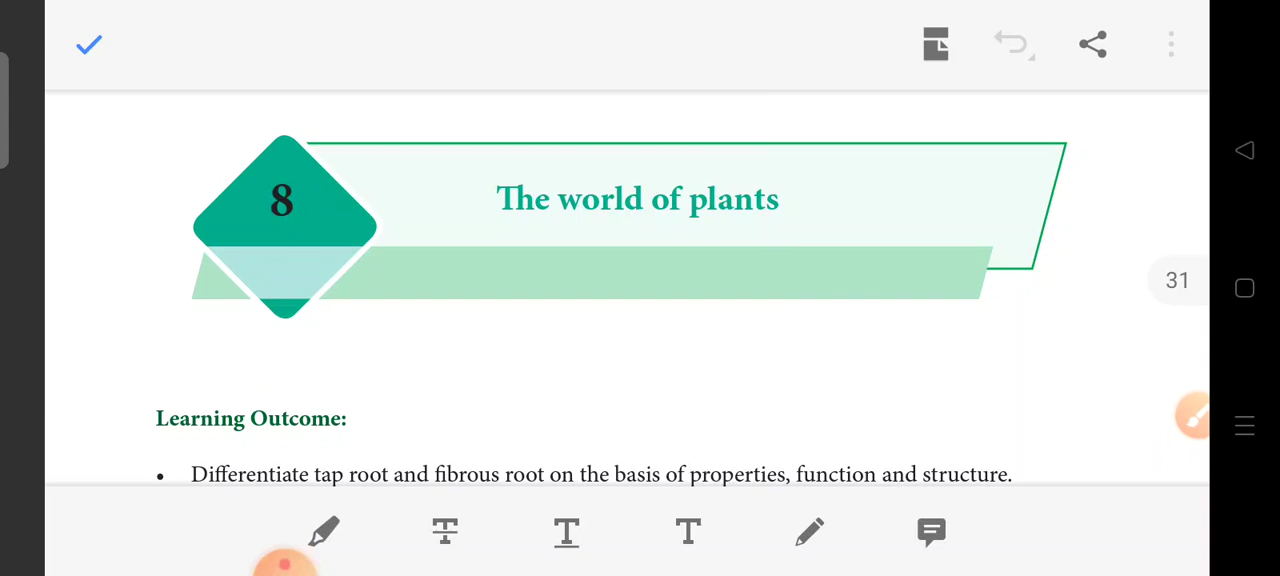 8
The world of plants
31
Learning Outcome:
• Differentiate tap root and fibrous root on the basis of properties, function and structure.